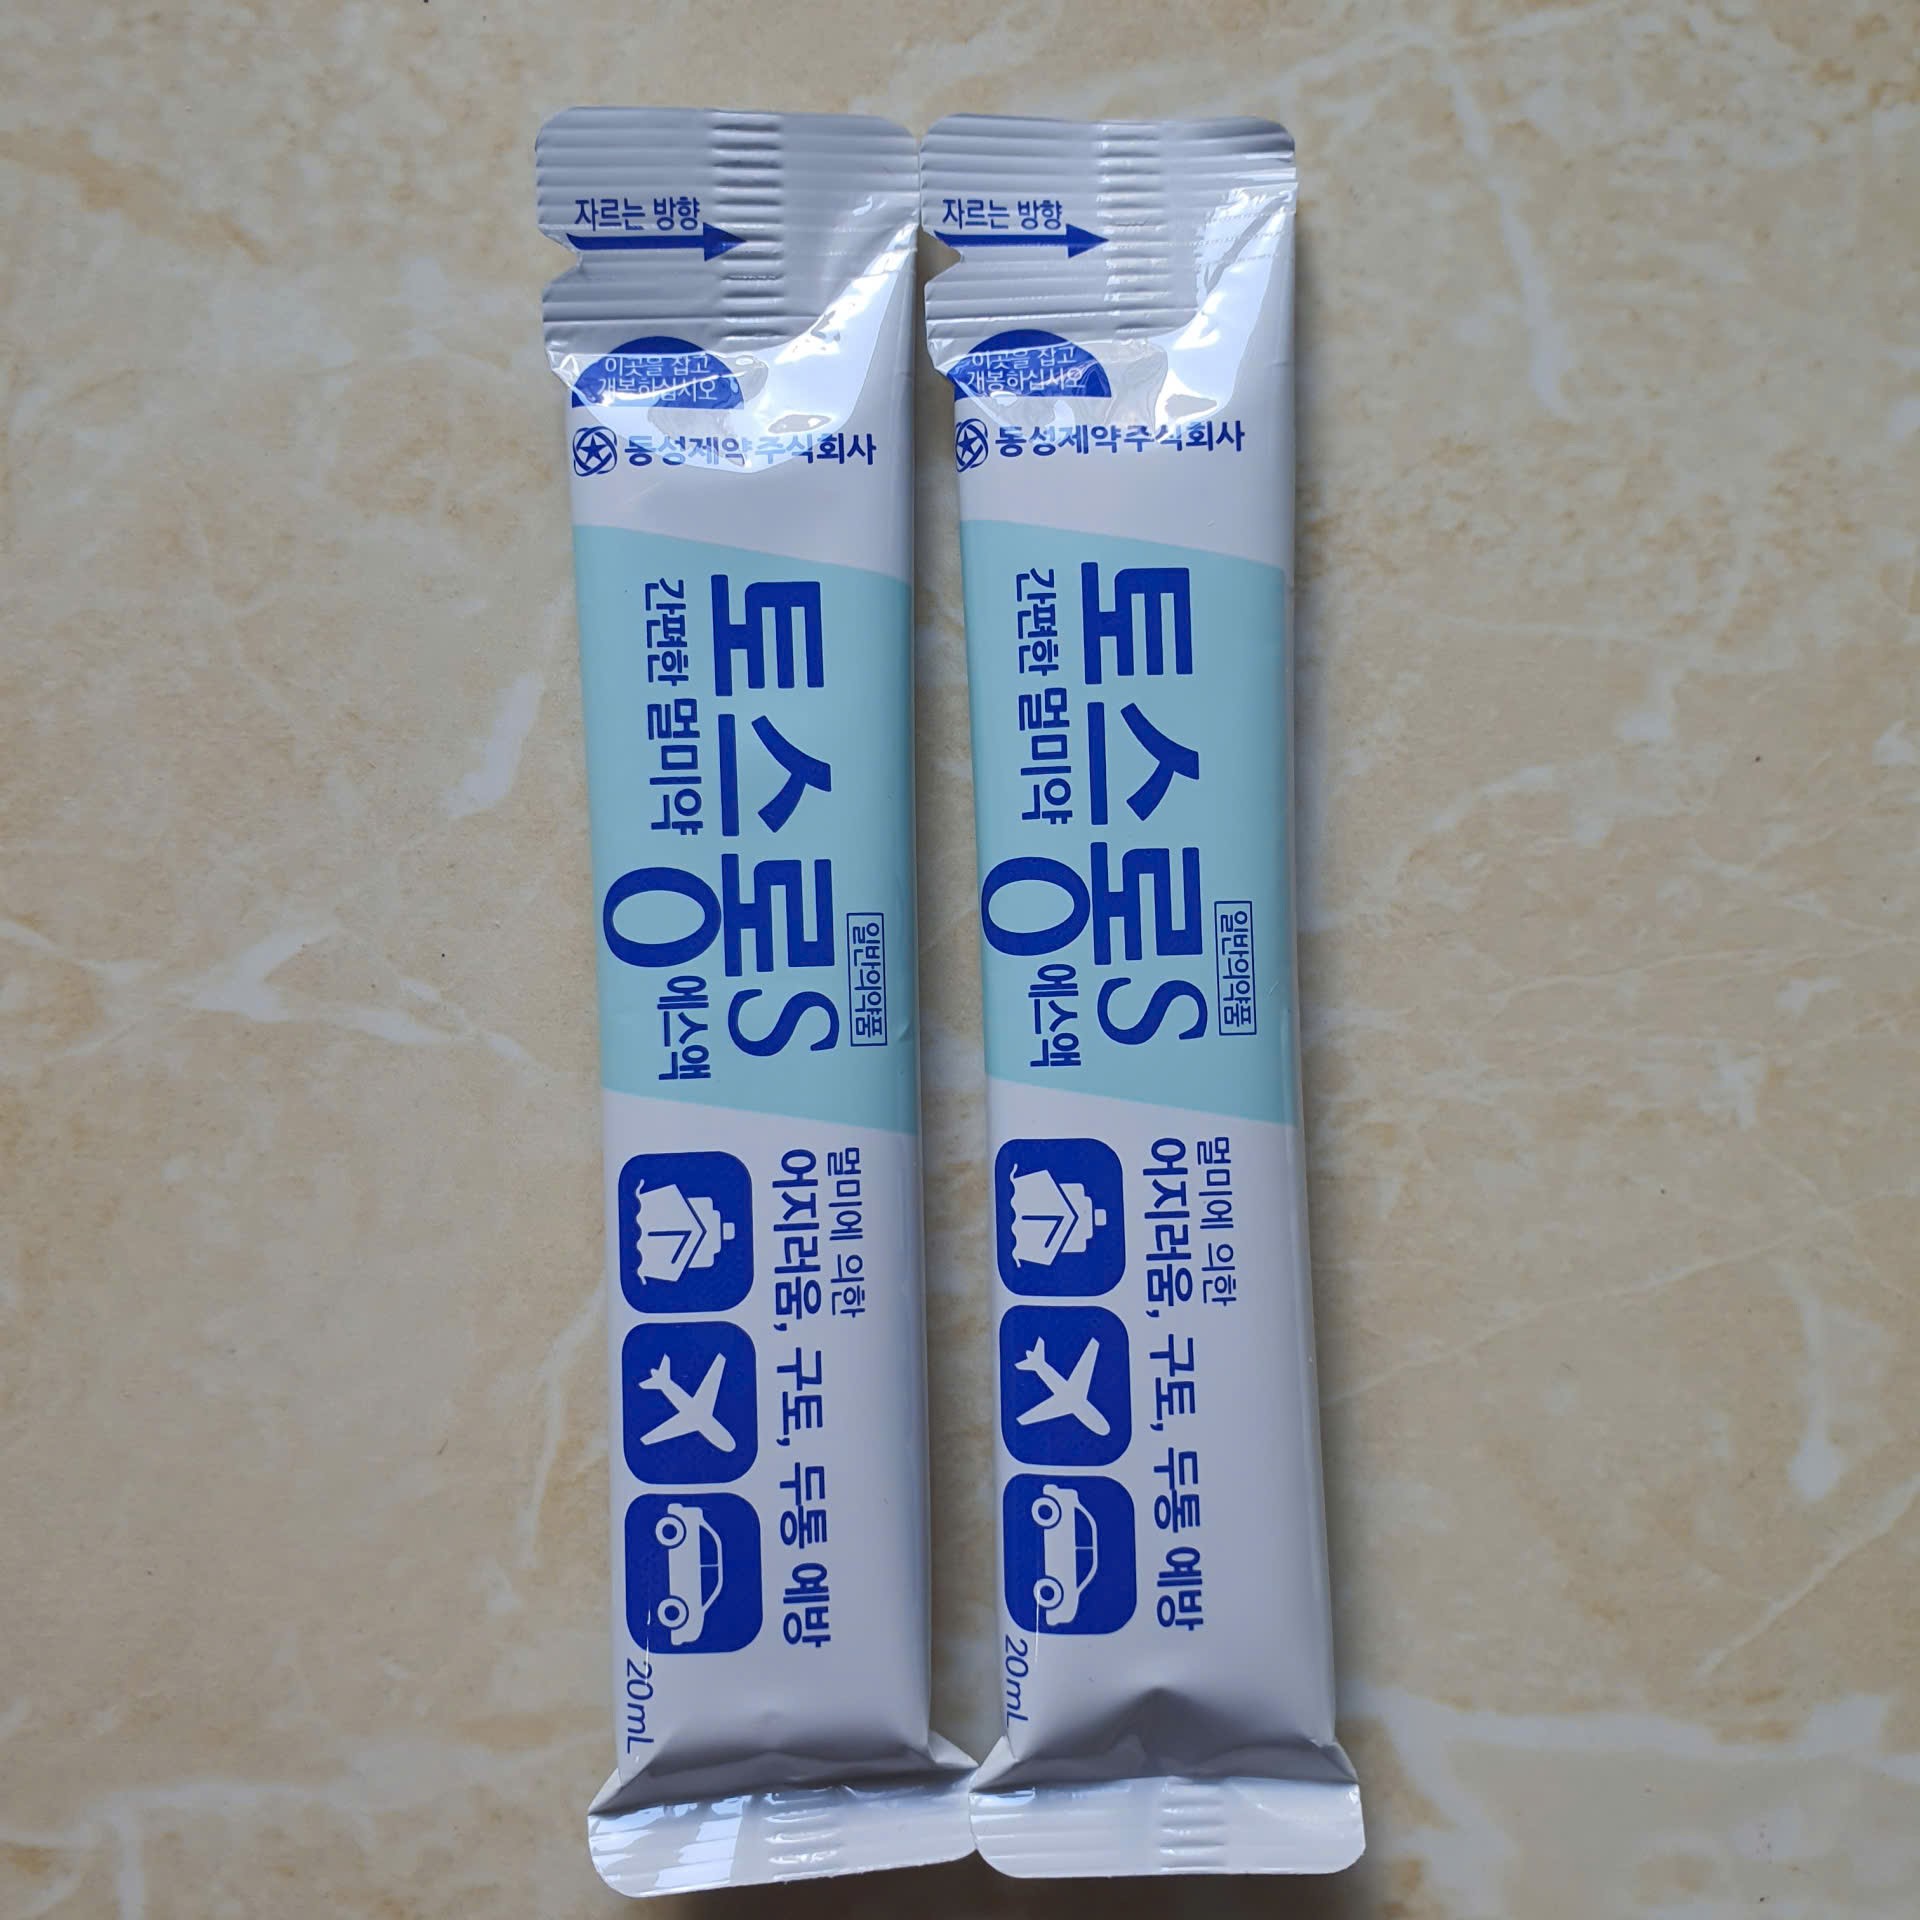 자르는 방향
이곳을 잡고
개봉하십시오
동성제약주식회사
일반의약품
토스롬S
간편한 멀미약 0 에스액
멀미에 의한
어지러움, 구토, 두통 예방
20mL
자르는 방향
이곳을 잡고
개봉하십시오
동성제약주식회사
일반의약품
토스롬S
간편한 멀미약 0 에스액
멀미에 의한
어지러움, 구토, 두통 예방
20mL